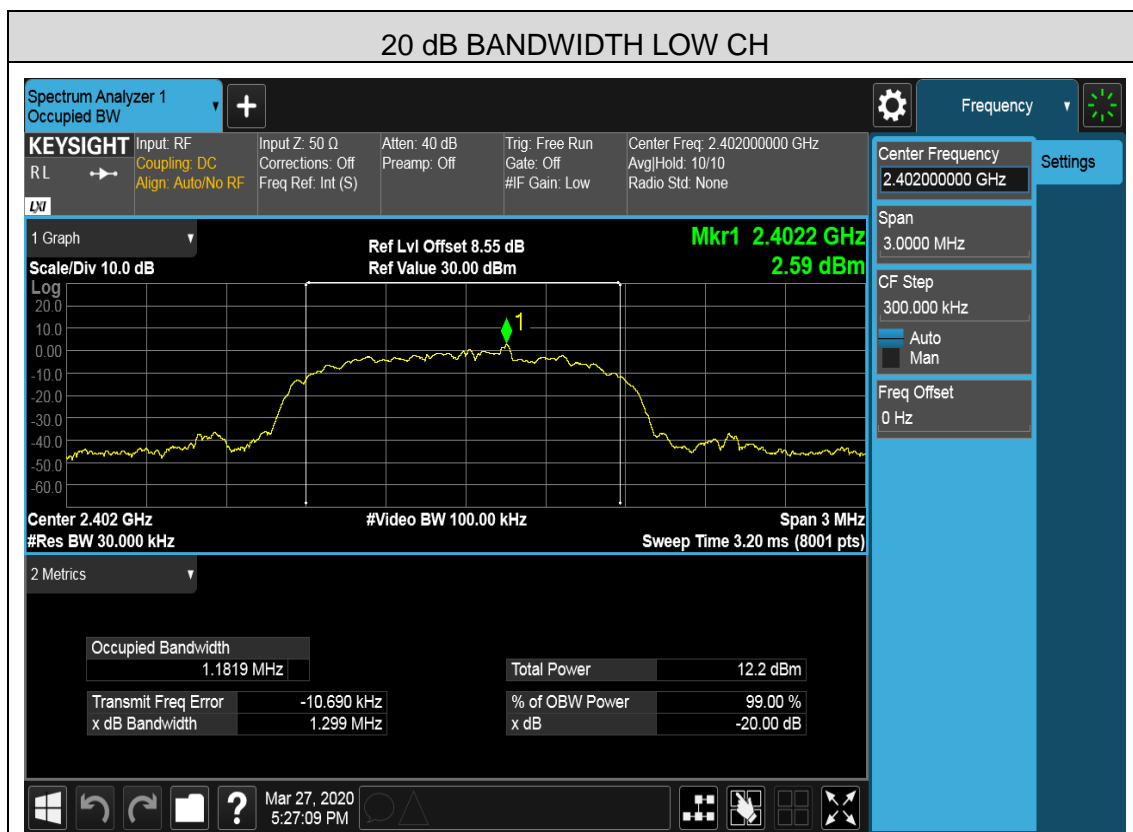 20 dB BANDWIDTH LOW CH
Spectrum Analyzer 1
Occupied BW
Frequency
KEYSIGHT
RL
LXI
Input: RF
Coupling: DC
Align: Auto/No RF
Input Z: 50 Ω
Corrections: Off
Freq Ref: Int (S)
Atten: 40 dB
Preamp: Off
Trig: Free Run
Gate: Off
#IF Gain: Low
Center Freq: 2.402000000 GHz
Avg|Hold: 10/10
Radio Std: None
Center Frequency
2.402000000 GHz
Settings
Span
3.0000 MHz
CF Step
300.000 kHz
Auto
Man
Freq Offset
0 Hz
1 Graph
Scale/Div 10.0 dB
Ref Lvl Offset 8.55 dB
Ref Value 30.00 dBm
Mkr1 2.4022 GHz
2.59 dBm
Log
20.0
10.0
0.00
-10.0
-20.0
-30.0
-40.0
-50.0
-60.0
1
Center 2.402 GHz
#Video BW 100.00 kHz
Span 3 MHz
#Res BW 30.000 kHz
Sweep Time 3.20 ms (8001 pts)
2 Metrics
Occupied Bandwidth
1.1819 MHz
Total Power 12.2 dBm
Transmit Freq Error -10.690 kHz
% of OBW Power 99.00 %
x dB Bandwidth 1.299 MHz
x dB -20.00 dB
?
Mar 27, 2020
5:27:09 PM